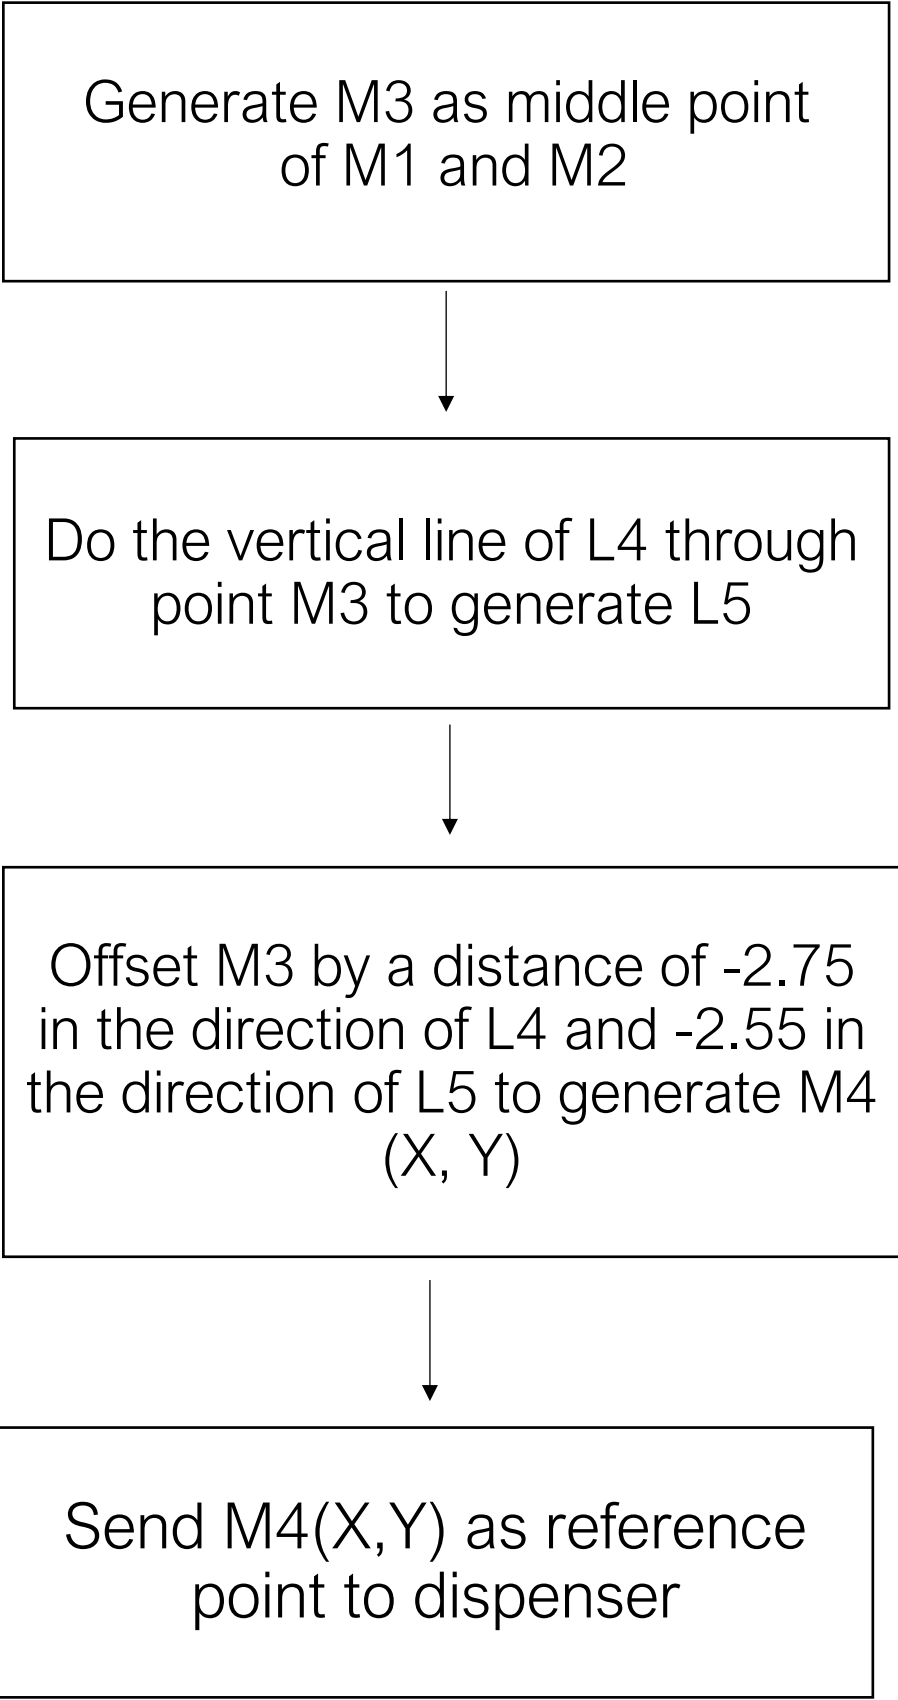 Generate M3 as middle point
of M1 and M2
Do the vertical line of L4 through
point M3 to generate L5
Offset M3 by a distance of -2.75
in the direction of L4 and -2.55 in
the direction of L5 to generate M4
(X, Y)
Send M4(X,Y) as reference
point to dispenser